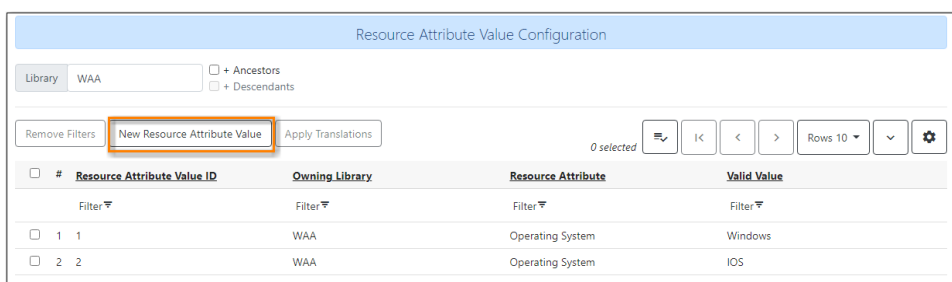 Resource Attribute Value Configuration
Library WAA + Ancestors
+ Descendants
Remove Filters New Resource Attribute Value Apply Translations 0 selected Rows 10
# Resource Attribute Value ID Owning Library Resource Attribute Valid Value
Filter Filter Filter Filter
1 1 WAA Operating System Windows
2 2 WAA Operating System IOS